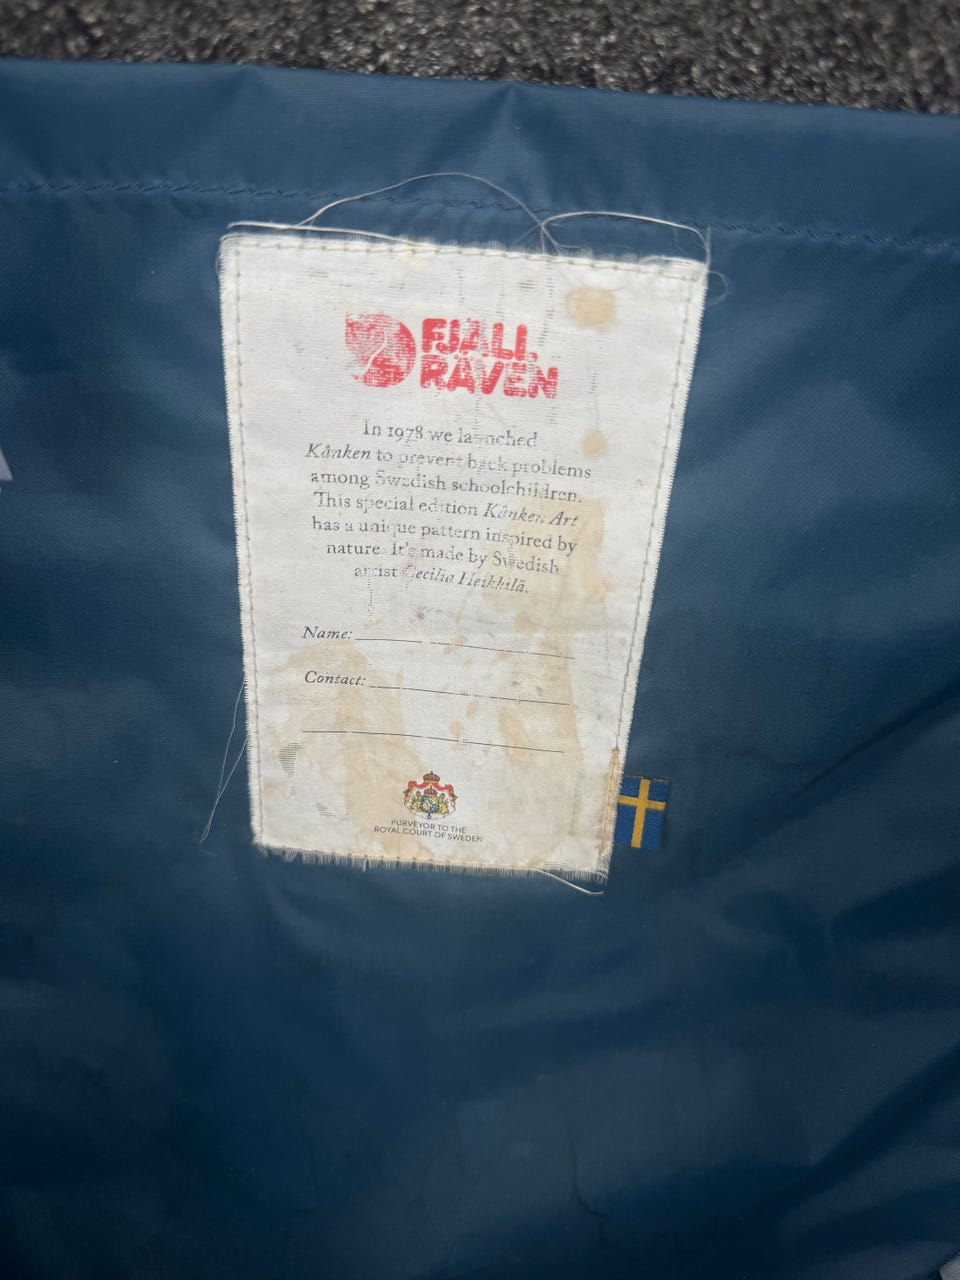 FJÄLL
RÄVEN
In 1978 we launched
Kånken to prevent back problems
among Swedish schoolchildren.
This special edition Kånken Art
has a unique pattern inspired by
nature. It's made by Swedish
artist Cecilia Heikkilä.
Name:
Contact:
PURVEYOR TO THE
ROYAL COURT OF SWEDEN